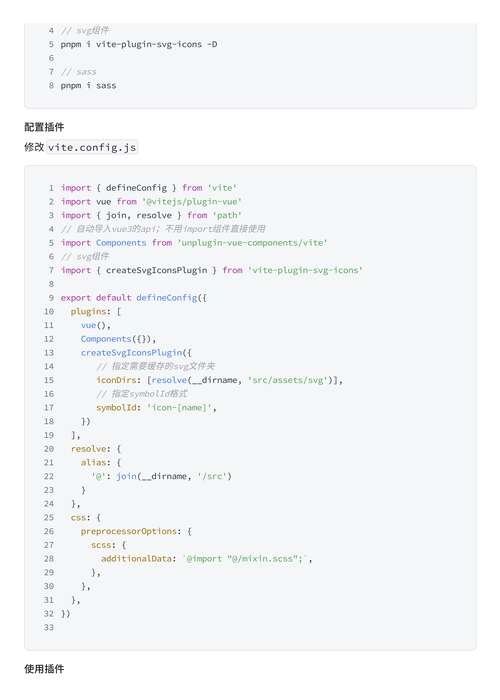 4 // svg组件
5 pnpm i vite-plugin-svg-icons -D
6
7 // sass
8 pnpm i sass
配置插件
修改 vite.config.js
1 import { defineConfig } from 'vite'
2 import vue from '@vitejs/plugin-vue'
3 import { join, resolve } from 'path'
4 // 自动导入vue3的api；不用import组件直接使用
5 import Components from 'unplugin-vue-components/vite'
6 // svg组件
7 import { createSvgIconsPlugin } from 'vite-plugin-svg-icons'
8
9 export default defineConfig({
10   plugins: [
11     vue(),
12     Components({}),
13     createSvgIconsPlugin({
14        // 指定需要缓存的svg文件夹
15        iconDirs: [resolve(__dirname, 'src/assets/svg')],
16        // 指定symbolId格式
17        symbolId: 'icon-[name]',
18     })
19   ],
20   resolve: {
21     alias: {
22       '@': join(__dirname, '/src')
23     }
24   },
25   css: {
26     preprocessorOptions: {
27       scss: {
28         additionalData: `@import "@/mixin.scss";`,
29       },
30     },
31   },
32 })
33
使用插件